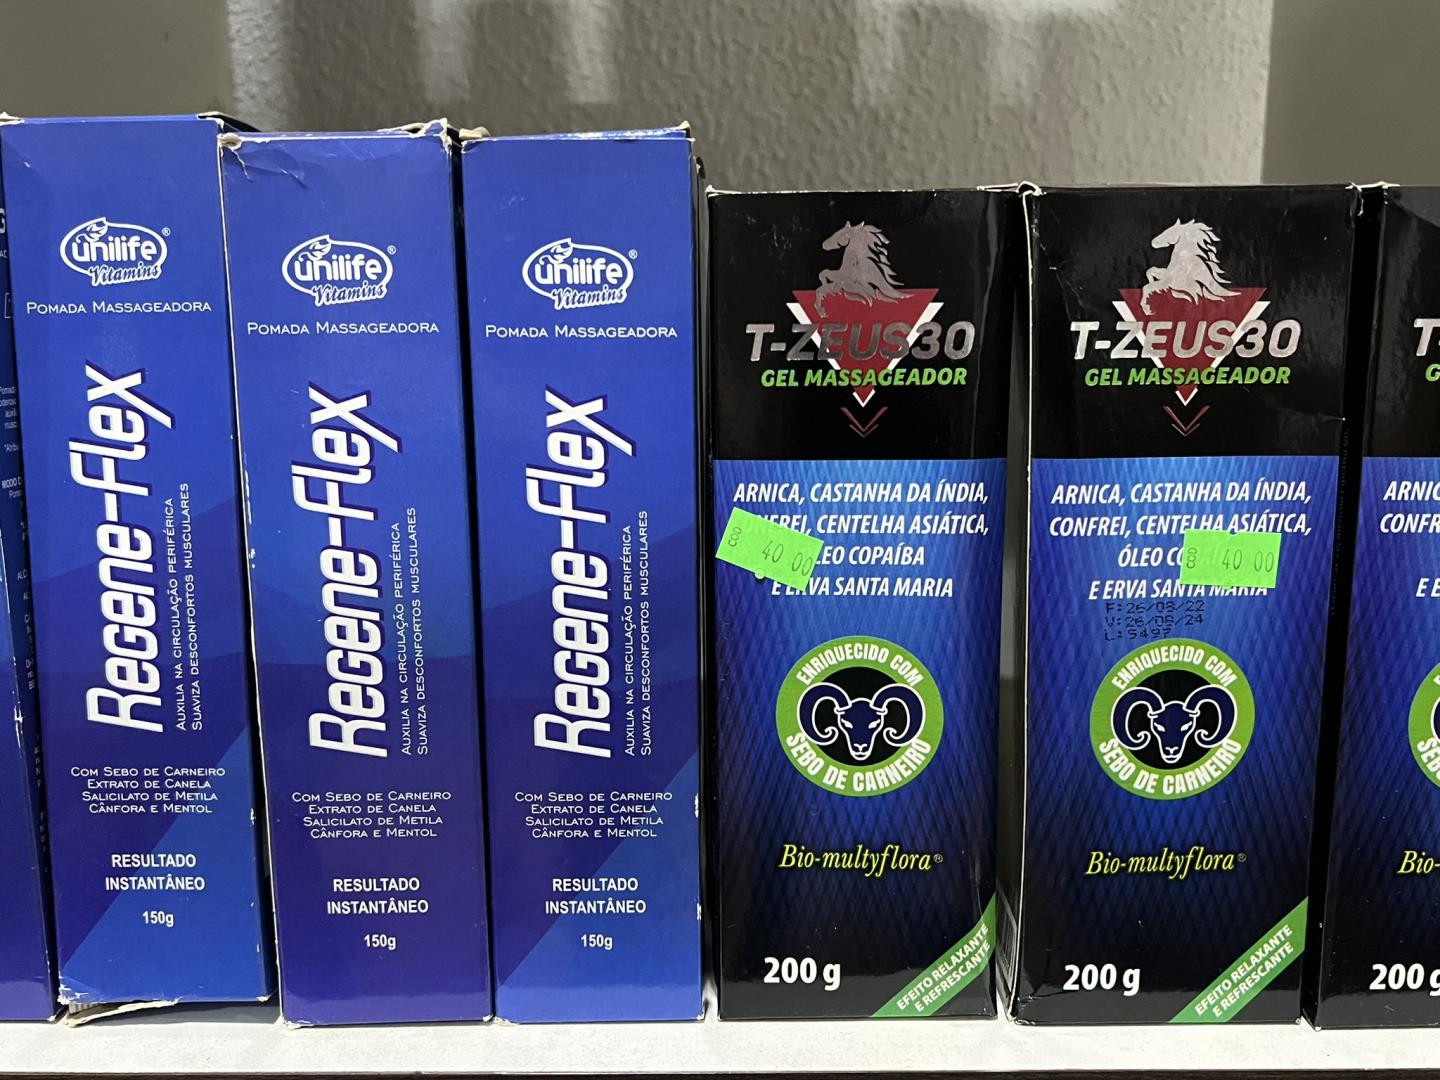 unilife®
Vitamins
POMADA MASSAGEADORA
Regene-Flex
AUXILIA NA CIRCULAÇÃO PERIFÉRICA
SUAVIZA DESCONFORTOS MUSCULARES
COM SEBO DE CARNEIRO
EXTRATO DE CANELA
SALICILATO DE METILA
CÂNFORA E MENTOL
RESULTADO
INSTANTÂNEO
150g
unilife®
Vitamins
POMADA MASSAGEADORA
Regene-Flex
AUXILIA NA CIRCULAÇÃO PERIFÉRICA
SUAVIZA DESCONFORTOS MUSCULARES
COM SEBO DE CARNEIRO
EXTRATO DE CANELA
SALICILATO DE METILA
CÂNFORA E MENTOL
RESULTADO
INSTANTÂNEO
150g
unilife®
Vitamins
POMADA MASSAGEADORA
Regene-Flex
AUXILIA NA CIRCULAÇÃO PERIFÉRICA
SUAVIZA DESCONFORTOS MUSCULARES
COM SEBO DE CARNEIRO
EXTRATO DE CANELA
SALICILATO DE METILA
CÂNFORA E MENTOL
RESULTADO
INSTANTÂNEO
150g
T-ZEUS30
GEL MASSAGEADOR
ARNICA, CASTANHA DA ÍNDIA,
CENTELHA ASIÁTICA,
COPAÍBA
E ERVA SANTA MARIA
40 00
ENRIQUECIDO COM
SEBO DE CARNEIRO
Bio-multyflora®
200 g
EFEITO RELAXANTE
E REFRESCANTE
T-ZEUS30
GEL MASSAGEADOR
ARNICA, CASTANHA DA ÍNDIA,
CONFREI, CENTELHA ASIÁTICA,
ÓLEO
E ERVA SANTA MARIA
40 00
F: 26/08/22
V: 26/08/24
L: 9497
ENRIQUECIDO COM
SEBO DE CARNEIRO
Bio-multyflora®
200 g
EFEITO RELAXANTE
E REFRESCANTE
200 g